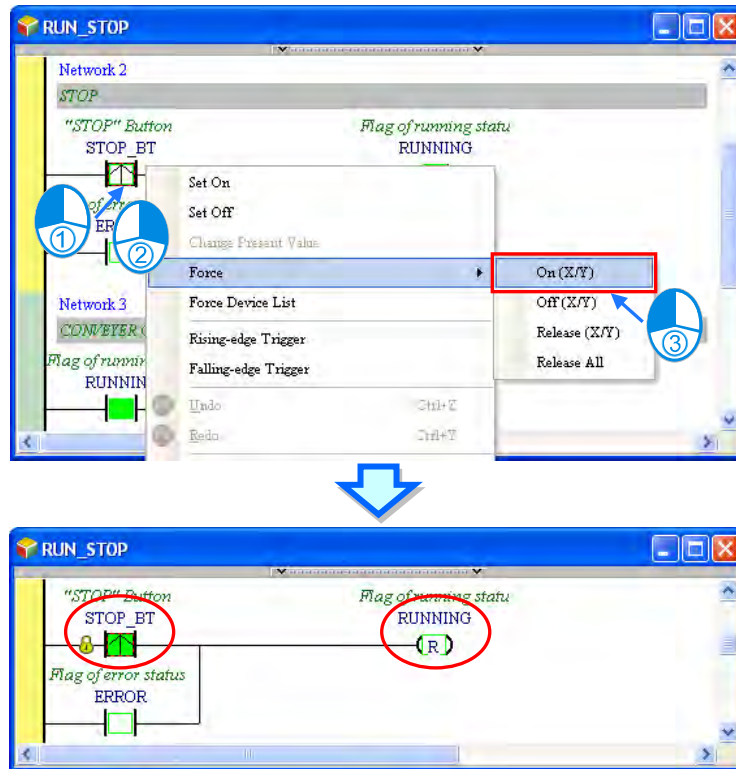 RUN_STOP
Network 2
STOP
"STOP" Button Flag of running statu
STOP_BT RUNNING
Set On
Set Off
Change Present Value
Force On (X/Y)
Force Device List Off (X/Y)
Release (X/Y)
Rising-edge Trigger
Falling-edge Trigger Release All
Undo Ctrl+Z
Redo Ctrl+Y
of err
ER
① ② ③
Network 3
CONVEYER (
Flag of runnin
RUNNIN
RUN_STOP
"STOP" Button Flag of running statu
STOP_BT RUNNING
R
Flag of error status
ERROR